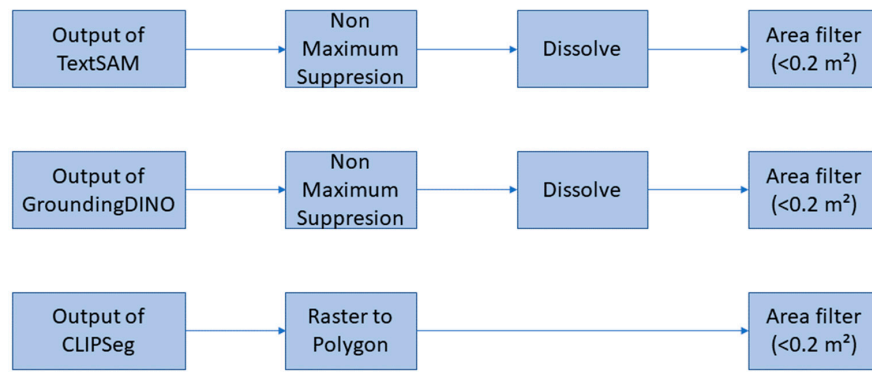 Output of
TextSAM
Non
Maximum
Suppresion
Dissolve
Area filter
(<0.2 m²)
Output of
GroundingDINO
Non
Maximum
Suppresion
Dissolve
Area filter
(<0.2 m²)
Output of
CLIPSeg
Raster to
Polygon
Area filter
(<0.2 m²)